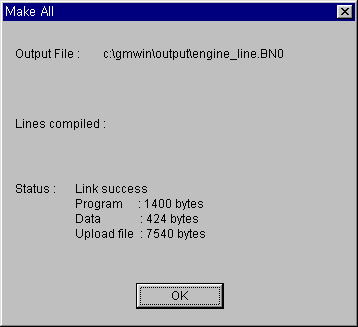 Make All
Output File :    c:\gmwin\output\engine_line.BN0
Lines compiled :
Status :    Link success
Program    : 1400 bytes
Data    : 424 bytes
Upload file  : 7540 bytes
OK